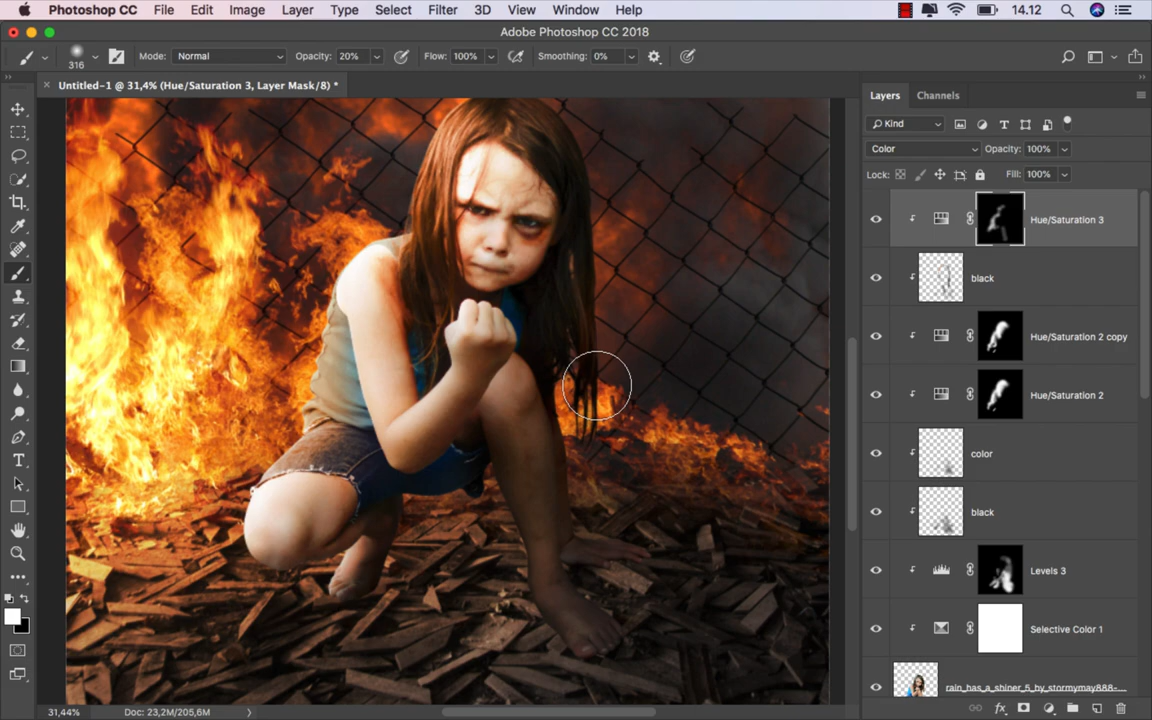 Photoshop CC File Edit Image Layer Type Select Filter 3D View Window Help 14.12
Adobe Photoshop CC 2018
316 Mode: Normal Opacity: 20% Flow: 100% Smoothing: 0%
Untitled-1 @ 31,4% (Hue/Saturation 3, Layer Mask/8) *
Layers Channels
Kind
Color Opacity: 100%
Lock: Fill: 100%
Hue/Saturation 3
black
Hue/Saturation 2 copy
Hue/Saturation 2
color
black
Levels 3
Selective Color 1
rain_has_a_shiner_5_by_stormymay888-...
31,44% Doc: 23,2M/205,6M